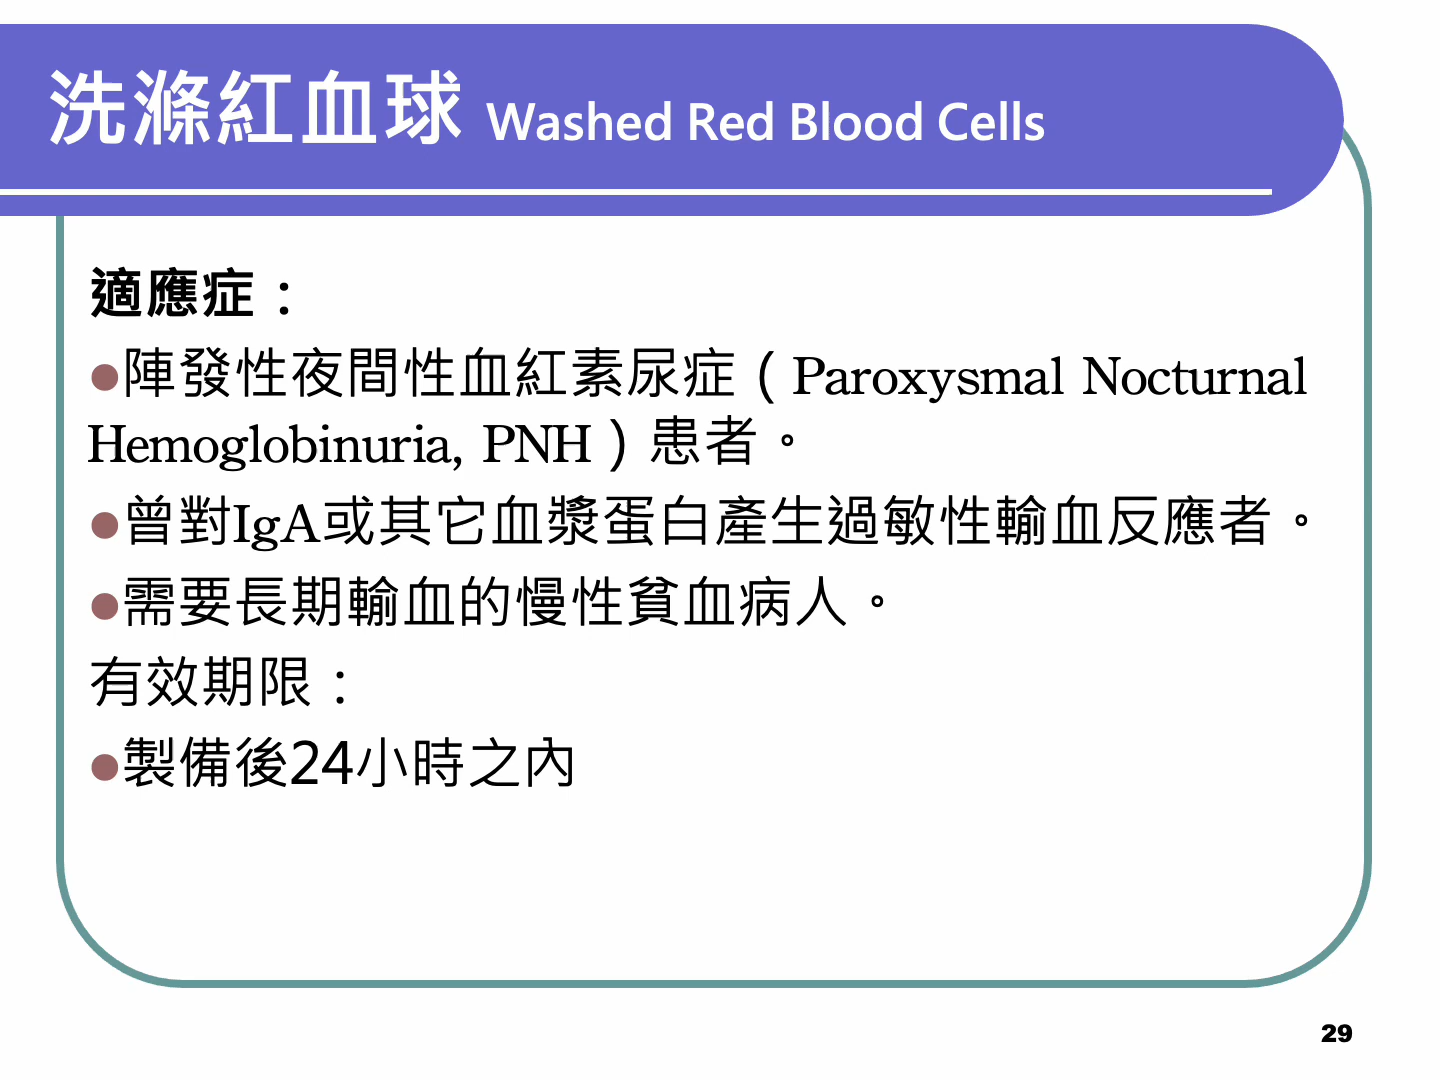 洗滌紅血球 Washed Red Blood Cells
適應症：
●陣發性夜間性血紅素尿症（Paroxysmal Nocturnal
Hemoglobinuria, PNH）患者。
●曾對IgA或其它血漿蛋白產生過敏性輸血反應者。
●需要長期輸血的慢性貧血病人。
有效期限：
●製備後24小時之內
29